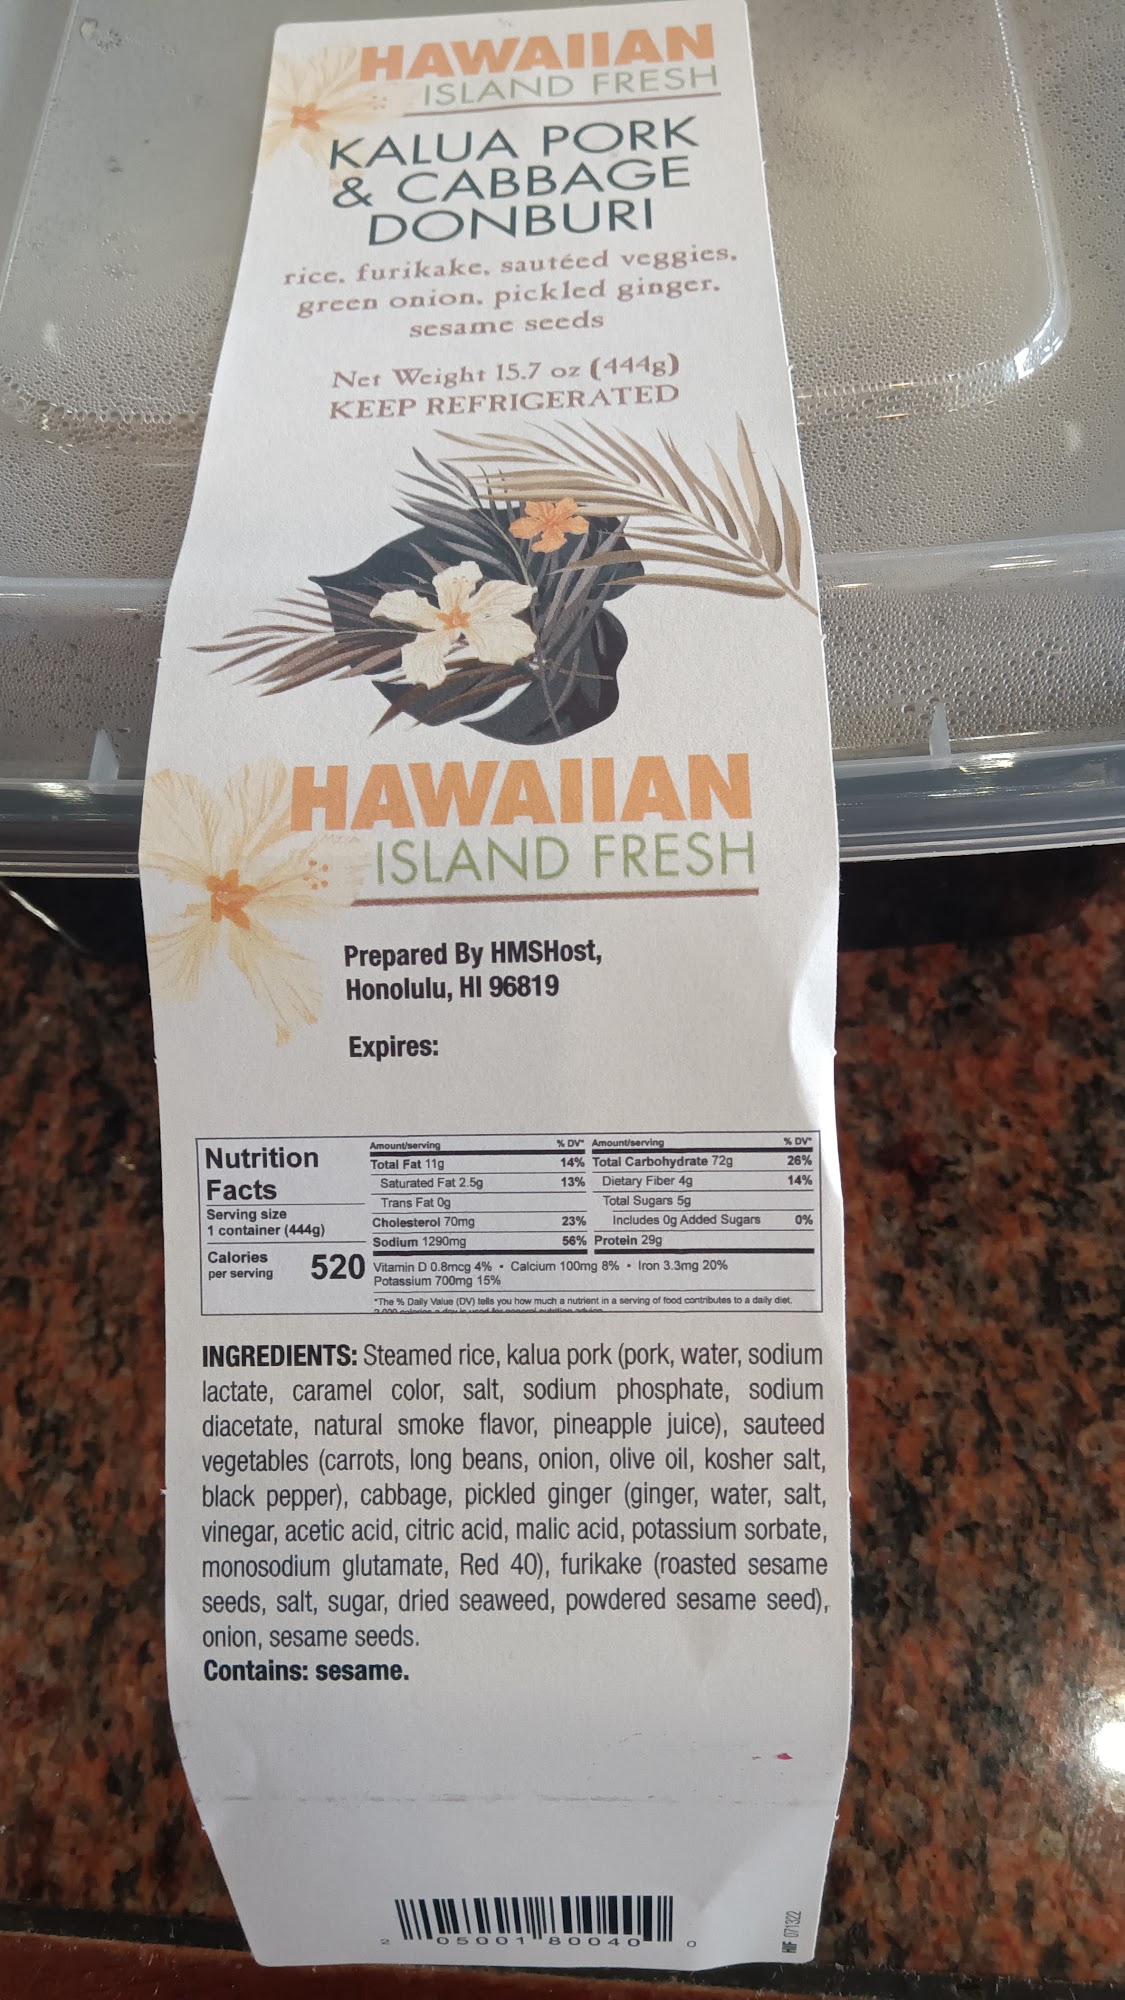 HAWAIIAN
ISLAND FRESH
KALUA PORK
& CABBAGE
DONBURI
rice, furikake, sautéed veggies,
green onion, pickled ginger,
sesame seeds
Net Weight 15.7 oz (444g)
KEEP REFRIGERATED
HAWAIIAN
ISLAND FRESH
Prepared By HMSHost,
Honolulu, HI 96819
Expires:
Nutrition
Facts
Serving size
1 container (444g)
Calories
per serving 520
Amount/serving % DV*
Total Fat 11g 14%
Saturated Fat 2.5g 13%
Trans Fat 0g
Cholesterol 70mg 23%
Sodium 1290mg 56%
Amount/serving % DV*
Total Carbohydrate 72g 26%
Dietary Fiber 4g 14%
Total Sugars 5g
Includes 0g Added Sugars 0%
Protein 29g
Vitamin D 0.8mcg 4% • Calcium 100mg 8% • Iron 3.3mg 20%
Potassium 700mg 15%
*The % Daily Value (DV) tells you how much a nutrient in a serving of food contributes to a daily diet.
INGREDIENTS: Steamed rice, kalua pork (pork, water, sodium
lactate, caramel color, salt, sodium phosphate, sodium
diacetate, natural smoke flavor, pineapple juice), sauteed
vegetables (carrots, long beans, onion, olive oil, kosher salt,
black pepper), cabbage, pickled ginger (ginger, water, salt,
vinegar, acetic acid, citric acid, malic acid, potassium sorbate,
monosodium glutamate, Red 40), furikake (roasted sesame
seeds, salt, sugar, dried seaweed, powdered sesame seed),
onion, sesame seeds.
Contains: sesame.
2 05001 80040 0
HIF 071322